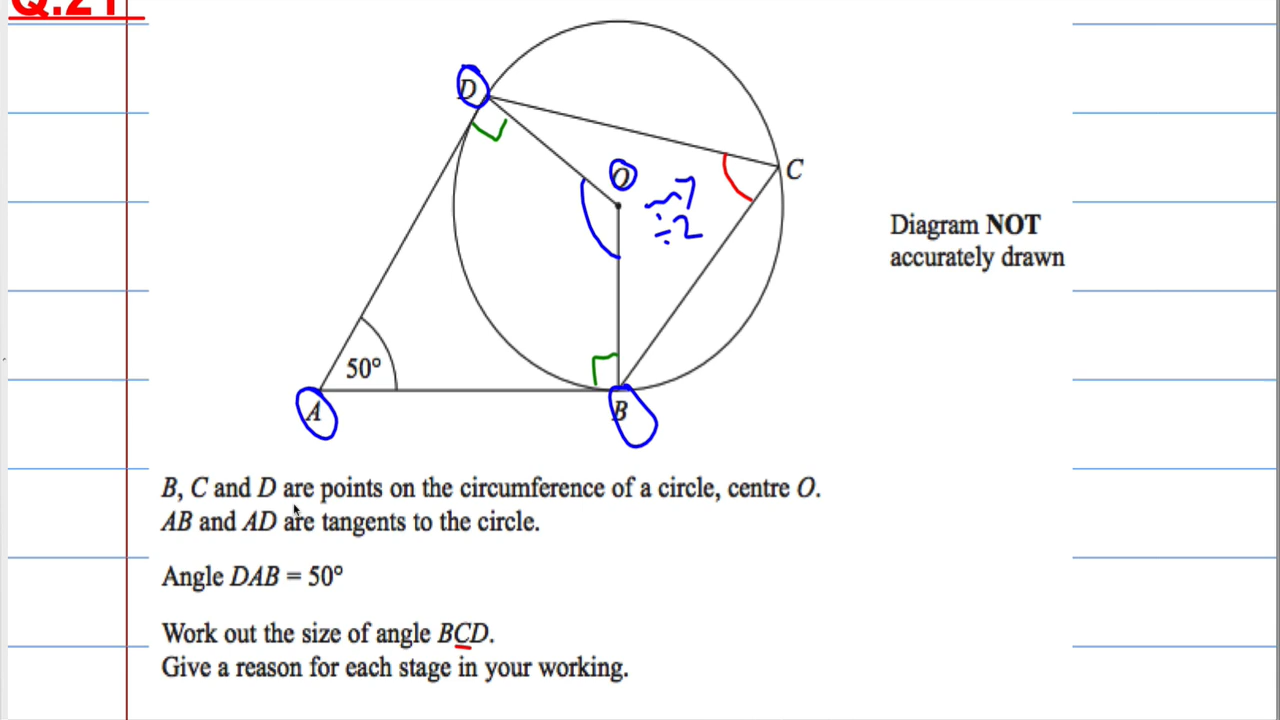 Q.21
D
O
C
→
÷2
Diagram NOT
accurately drawn
50°
A
B
B, C and D are points on the circumference of a circle, centre O.
AB and AD are tangents to the circle.
Angle DAB = 50°
Work out the size of angle BCD.
Give a reason for each stage in your working.